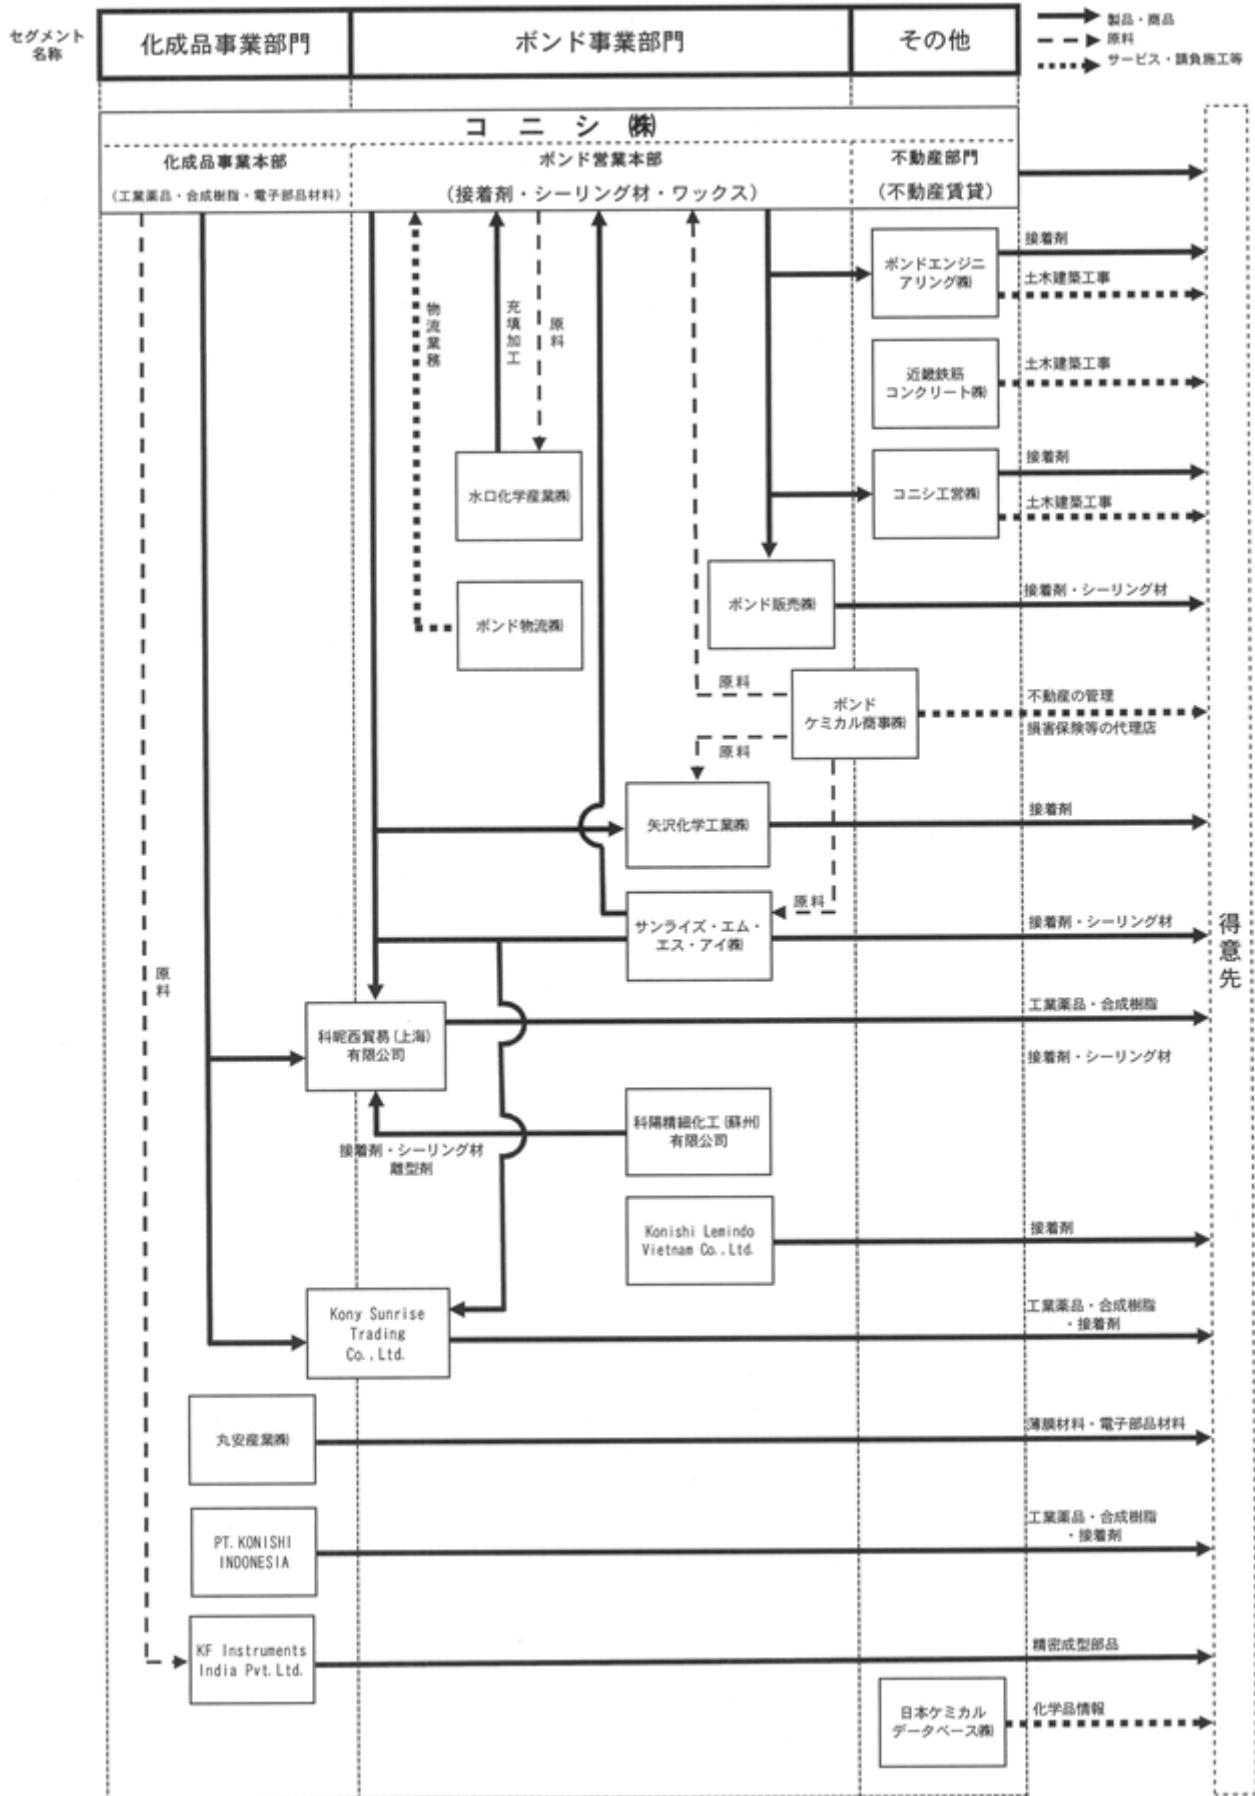 セグメント
名称
化成品事業部門
ボンド事業部門
その他
製品・商品
原料
サービス・請負施工等
コニシ㈱
化成品事業本部
(工業薬品・合成樹脂・電子部品材料)
ボンド営業本部
(接着剤・シーリング材・ワックス)
不動産部門
(不動産賃貸)
ボンドエンジニ
アリング㈱
接着剤
土木建築工事
物流業務
充填加工
原料
近畿鉄筋
コンクリート㈱
土木建築工事
水口化学産業㈱
コニシ工営㈱
接着剤
土木建築工事
ボンド物流㈱
ボンド販売㈱
接着剤・シーリング材
原料
ボンド
ケミカル商事㈱
不動産の管理
損害保険等の代理店
原料
矢沢化学工業㈱
接着剤
原料
サンライズ・エム・
エス・アイ㈱
接着剤・シーリング材
得意先
原料
科昵西貿易(上海)
有限公司
工業薬品・合成樹脂
接着剤・シーリング材
科陽精細化工(蘇州)
有限公司
接着剤・シーリング材
離型剤
Konishi Lemindo
Vietnam Co.,Ltd.
接着剤
Kony Sunrise
Trading
Co.,Ltd.
工業薬品・合成樹脂
・接着剤
丸安産業㈱
薄膜材料・電子部品材料
PT.KONISHI
INDONESIA
工業薬品・合成樹脂
・接着剤
KF Instruments
India Pvt.Ltd.
精密成型部品
日本ケミカル
データベース㈱
化学品情報